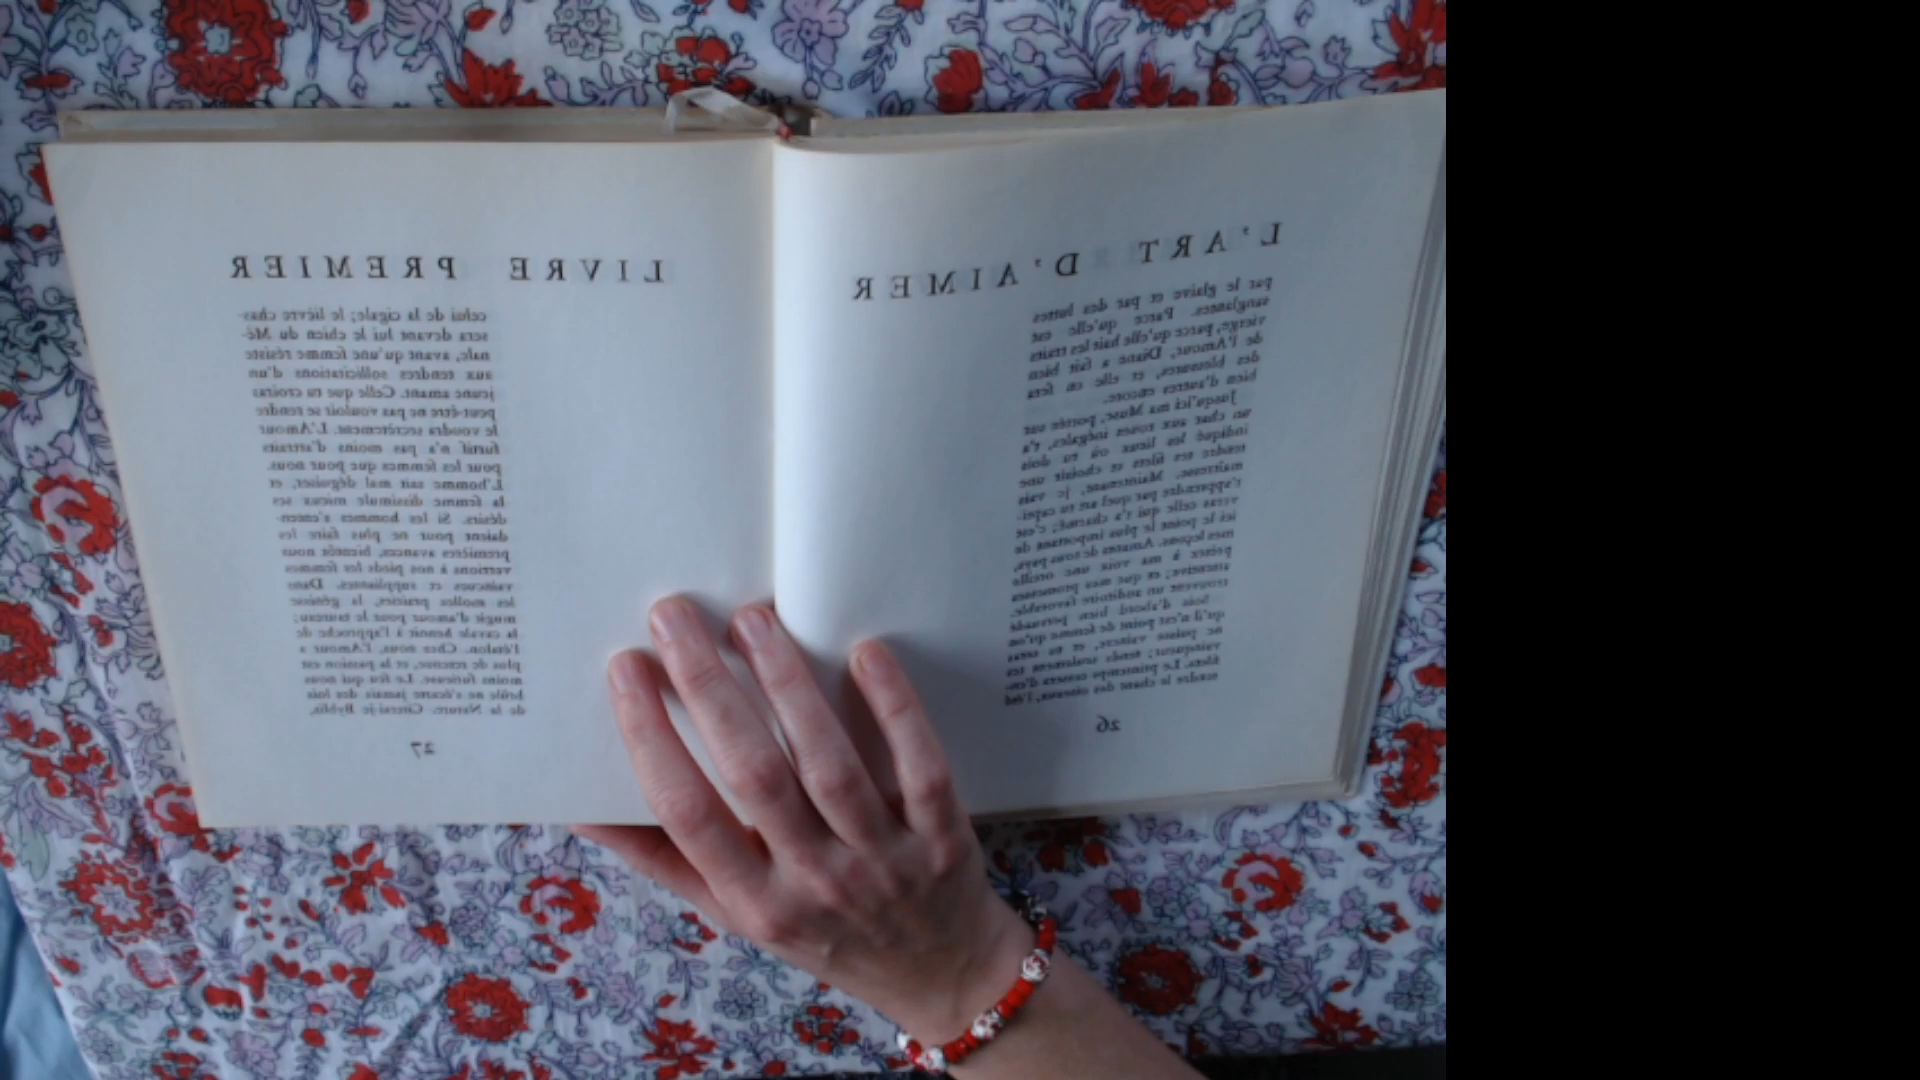 L'ART D'AIMER
par le glaive et par des luttes
sanglantes. Parce qu'elle est
vierge, parce qu'elle hait les traits
de l'Amour, Diane a fait bien
des blessures, et elle en fera
bien d'autres encore.
Jusqu'ici ma Muse, portée sur
un char aux roues inégales, t'a
indiqué les lieux où tu dois
tendre tes filets et choisir une
maîtresse. Maintenant, je vais
t'apprendre par quel art tu capti-
veras celle qui t'a charmé; c'est
ici le point le plus important de
mes leçons. Amants de tous pays,
prêtez à ma voix une oreille
attentive; et que mes promesses
trouvent un auditoire favorable.
Sois d'abord bien persuadé
qu'il n'est point de femme qu'on
ne puisse vaincre, et tu seras
vainqueur; tends seulement tes
filets. Le printemps cessera d'en-
tendre le chant des oiseaux, l'été
26
LIVRE PREMIER
celui de la cigale; le lièvre chas-
sera devant lui le chien du Mé-
nale, avant qu'une femme résiste
aux tendres sollicitations d'un
jeune amant. Celle que tu croiras
peut-être ne pas vouloir se rendre
le voudra secrètement. L'Amour
furtif n'a pas moins d'attraits
pour les femmes que pour nous.
L'homme sait mal déguiser, et
la femme dissimule mieux ses
désirs. Si les hommes s'enten-
daient pour ne plus faire les
premières avances, bientôt nous
verrions à nos pieds les femmes
vaincues et suppliantes. Dans
les molles prairies, la génisse
mugit d'amour pour le taureau;
la cavale hennit à l'approche de
l'étalon. Chez nous, l'Amour a
plus de retenue, et la passion est
moins furieuse. Le feu qui nous
brûle ne s'écarte jamais des lois
de la Nature. Citerai-je Byblis,
27